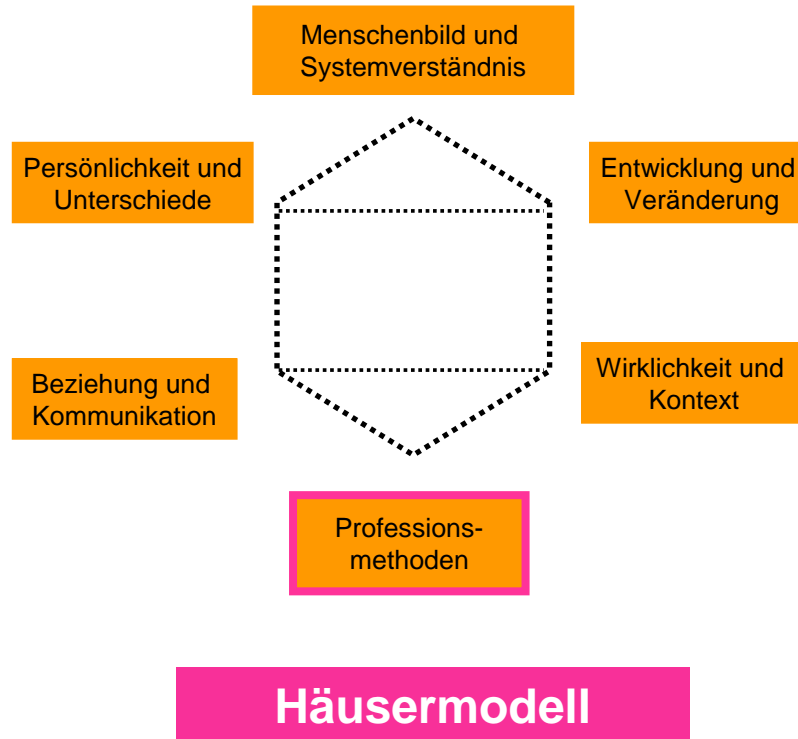 Menschenbild und
Systemverständnis
Persönlichkeit und
Unterschiede
Entwicklung und
Veränderung
Beziehung und
Kommunikation
Wirklichkeit und
Kontext
Professions-
methoden
Häusermodell